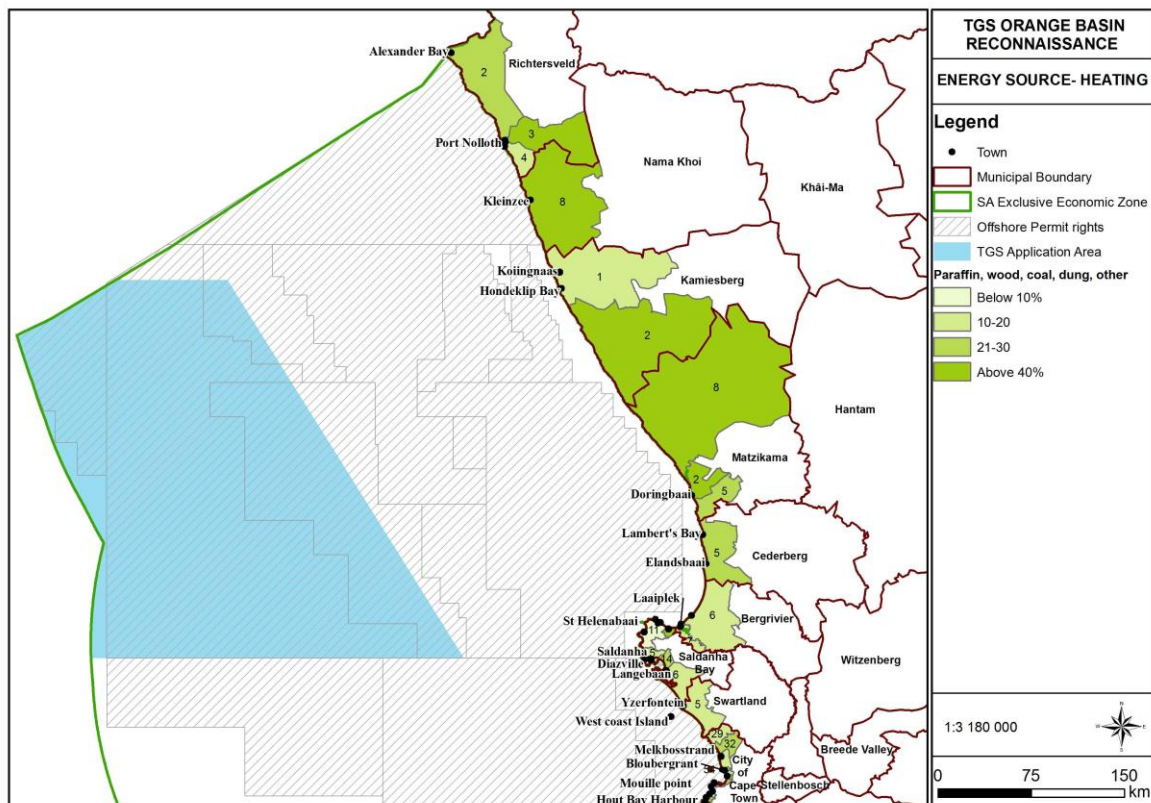 TGS ORANGE BASIN
RECONNAISSANCE
ENERGY SOURCE- HEATING
Legend
Town
Municipal Boundary
SA Exclusive Economic Zone
Offshore Permit rights
TGS Application Area
Paraffin, wood, coal, dung, other
Below 10%
10-20
21-30
Above 40%
1:3 180 000
N
W E
S
0 75 150
km
Alexander Bay
2
Richtersveld
3
Port Nolloth
4
Nama Khoi
Khâi-Ma
Kleinzee
8
Koiingnaas
1
Kamiesberg
Hondeklip Bay
2
8
Hantam
Matzikama
2
5
Doringbaai
Lambert's Bay
5
Cederberg
Elandsbaai
Laaiplek
6
Bergrivier
St Helenabaai
11
7
Witzenberg
Saldanha
5
14
Saldanha
Bay
Diazville
Langebaan
6
Swartland
5
Yzerfontein
West coast Island
29
32
Melkbosstrand
Breede Valley
Bloubergrant
City
of
Cape
Town
Stellenbosch
Mouille point
Hout Bay Harbour